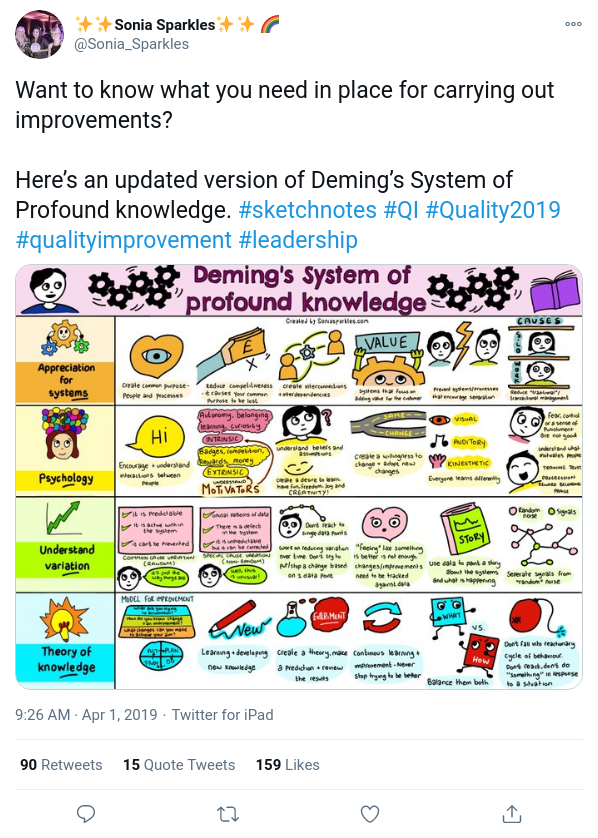 Sonia Sparkles
@Sonia_Sparkles
Want to know what you need in place for carrying out
improvements?
Here's an updated version of Deming's System of
Profound knowledge. #sketchnotes #QI #Quality2019
#qualityimprovement #leadership
Deming's System of
profound knowledge
Created by Soniasparkles.com
Appreciation
for
systems
£
X
VALUE
CAUSES
SILO
WORK
Create common purpose-
People and Processes
Reduce competitiveness
- it causes your common
Purpose to be lost
Create interconnections
+ interdependencies
Systems that focus on
Adding value for the customer
Prevent systems/processes
that encourage separation
Reduce "traditional"/
transactional management
Psychology
Hi
Encourage + understand
interactions between
People
Autonomy, belonging
learning, curiosity
INTRINSIC
Badges, competition,
Rewards, money
EXTRINSIC
UNDERSTAND
MOTIVATORS
?
Understand beliefs and
assumptions
Create a desire to learn,
have fun, freedom, joy and
CREATIVITY!
SAME
CHANGE
Create a willingness to
change + adopt new
changes
VISUAL
AUDITORY
KINESTHETIC
Everyone learns differently
Fear, control
or a sense of
Punishment
are not good
Understand what
motivates people
Understand
variation
It is Predictable
It is active within
the system
It can't be Prevented
COMMON CAUSE VARIATION
(RANDOM)
It's just the
way things are
Unusual patterns of data
There is a defect
in the system
It is unpredictable
but it can be corrected
SPECIAL CAUSE VARIATION
(NON-RANDOM)
Well, this
is unusual!
Don't react to
single data points
Work on reducing variation
over time. Don't try to
Put/stop a change based
on 1 data point
"Feeling" like something
is better is not enough.
changes/improvements
need to be tracked
against data
STORY
Use data to paint a story
about the systems
and what is happening
Random
noise
Signals
Seperate signals from
"random" noise
Theory of
knowledge
MODEL FOR IMPROVEMENT
What are you trying
to accomplish?
How do you know change
is an improvement?
What changes can you make
to achieve your aim?
ACT
PLAN
STUDY
DO
New
Learning + developing
new knowledge
EXPERIMENT
Create a theory, make
a Prediction + review
the results
Continuous learning +
improvement - Never
stop trying to be better
WHAT
VS.
HOW
Balance them both
Don't fall into reactionary
cycle of behaviour.
Don't react, don't do
"something" in response
to a situation
9:26 AM · Apr 1, 2019 · Twitter for iPad
90 Retweets 15 Quote Tweets 159 Likes